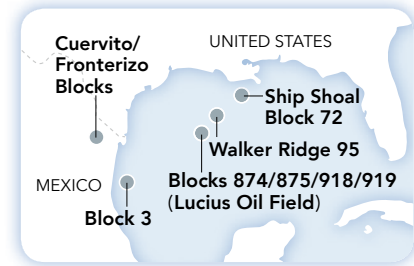 Cuervito/
Fronterizo
Blocks
UNITED STATES
Ship Shoal
Block 72
Walker Ridge 95
Blocks 874/875/918/919
(Lucius Oil Field)
MEXICO
Block 3